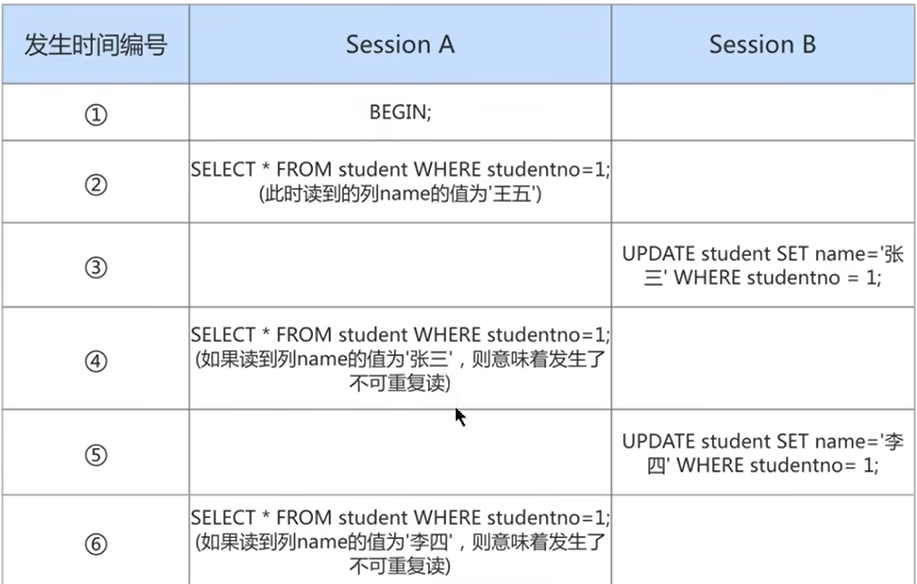 发生时间编号 Session A Session B
① BEGIN;
② SELECT * FROM student WHERE studentno=1;
(此时读到的列name的值为'王五')
③ UPDATE student SET name='张
三' WHERE studentno = 1;
④ SELECT * FROM student WHERE studentno=1;
(如果读到列name的值为'张三'，则意味着发生了
不可重复读)
⑤ UPDATE student SET name='李
四' WHERE studentno= 1;
⑥ SELECT * FROM student WHERE studentno=1;
(如果读到列name的值为'李四'，则意味着发生了
不可重复读)